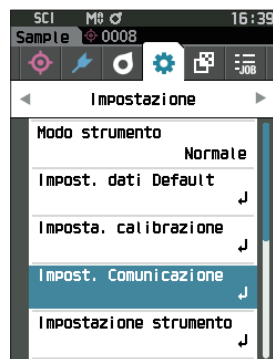 SCI M0 16:39
Sample 0008
-JOB
Impostazione
Modo strumento
Normale
Impost. dati Default
Imposta. calibrazione
Impost. Comunicazione
Impostazione strumento